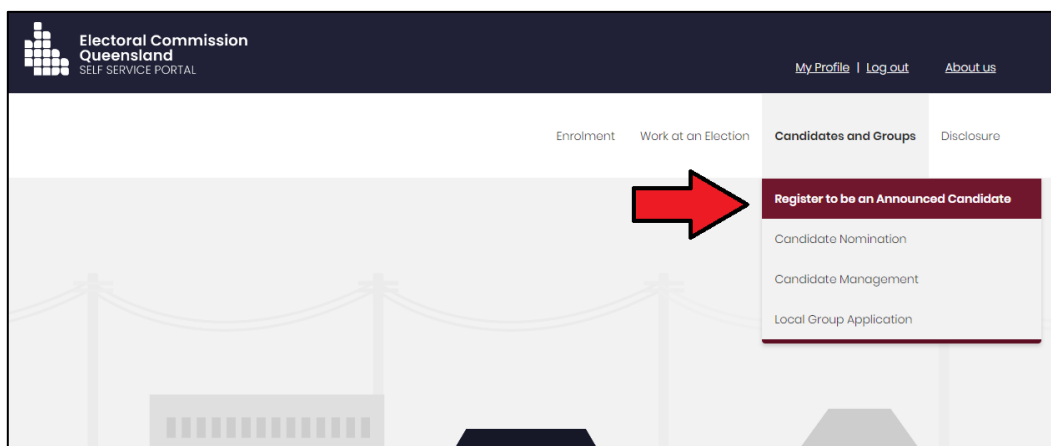 Electoral Commission
Queensland
SELF SERVICE PORTAL
My Profile | Log out About us
Enrolment Work at an Election Candidates and Groups Disclosure
Register to be an Announced Candidate
Candidate Nomination
Candidate Management
Local Group Application